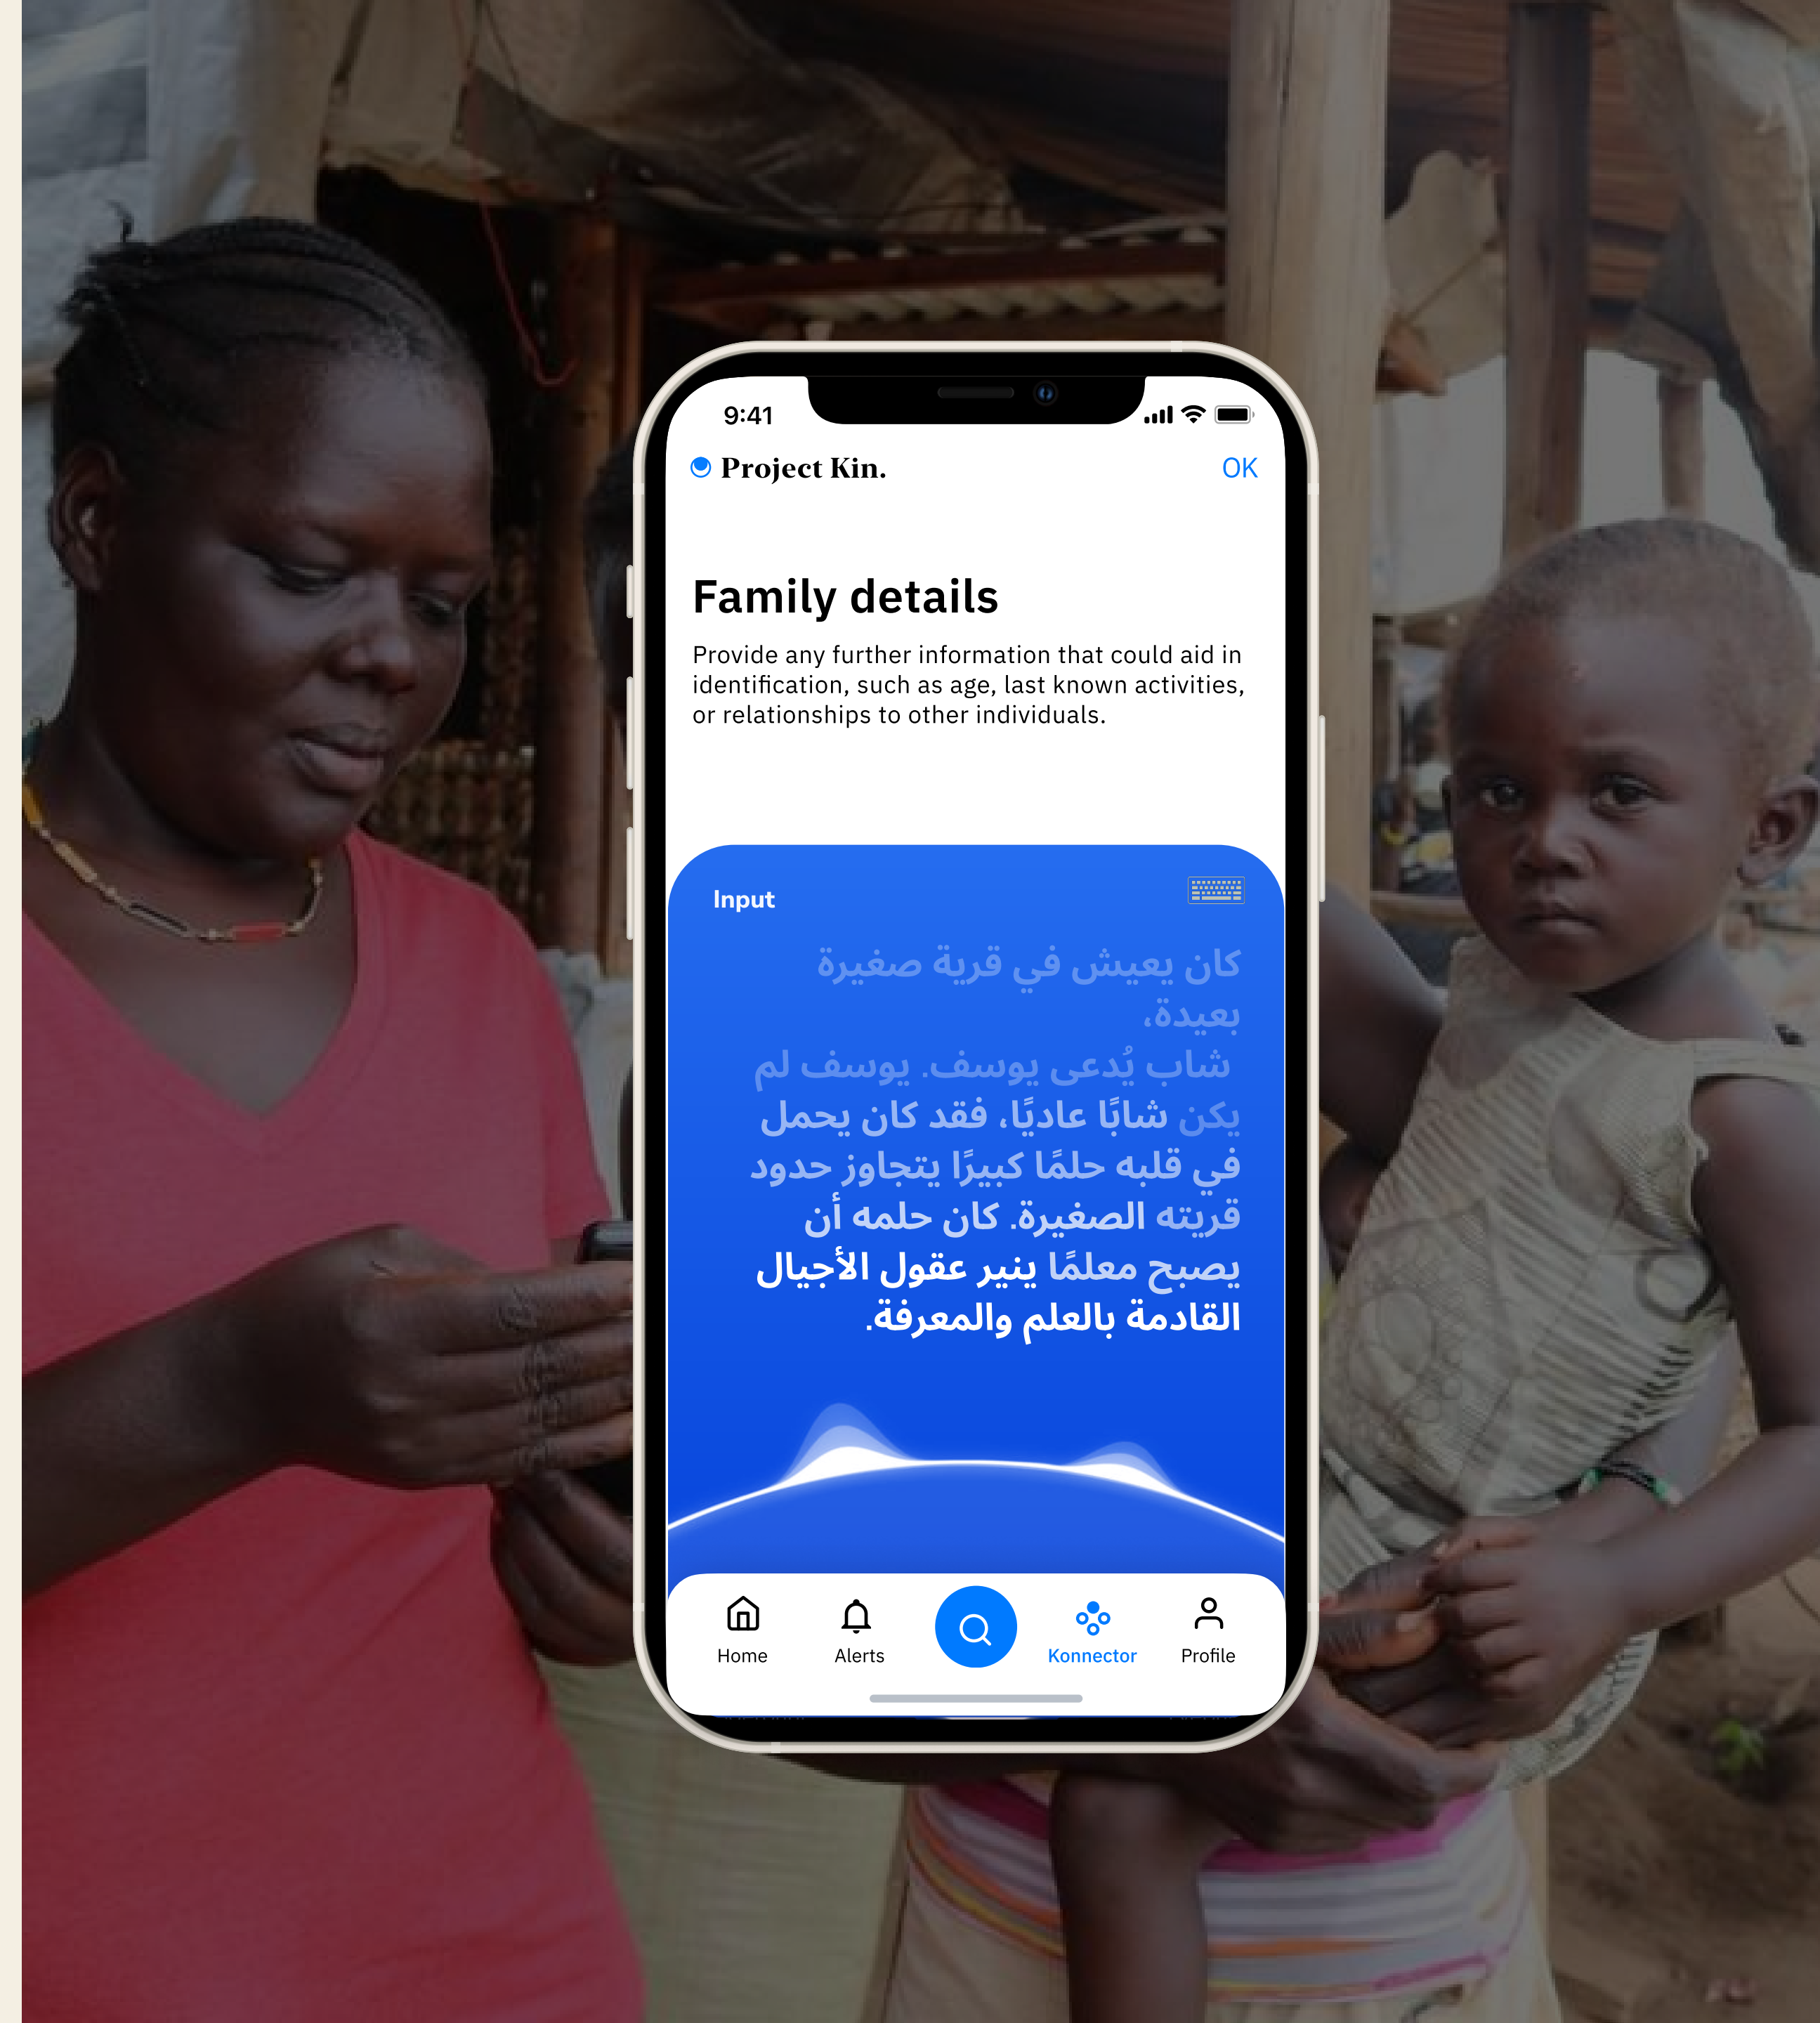 9:41
Project Kin.
OK
Family details
Provide any further information that could aid in
identification, such as age, last known activities,
or relationships to other individuals.
Input
كان يعيش في قرية صغيرة
بعيدة،
شاب يُدعى يوسف. يوسف لم
يكن شابًا عاديًا، فقد كان يحمل
في قلبه حلمًا كبيرًا يتجاوز حدود
قريته الصغيرة. كان حلمه أن
يصبح معلمًا ينير عقول الأجيال
القادمة بالعلم والمعرفة.
Home
Alerts
Konnector
Profile